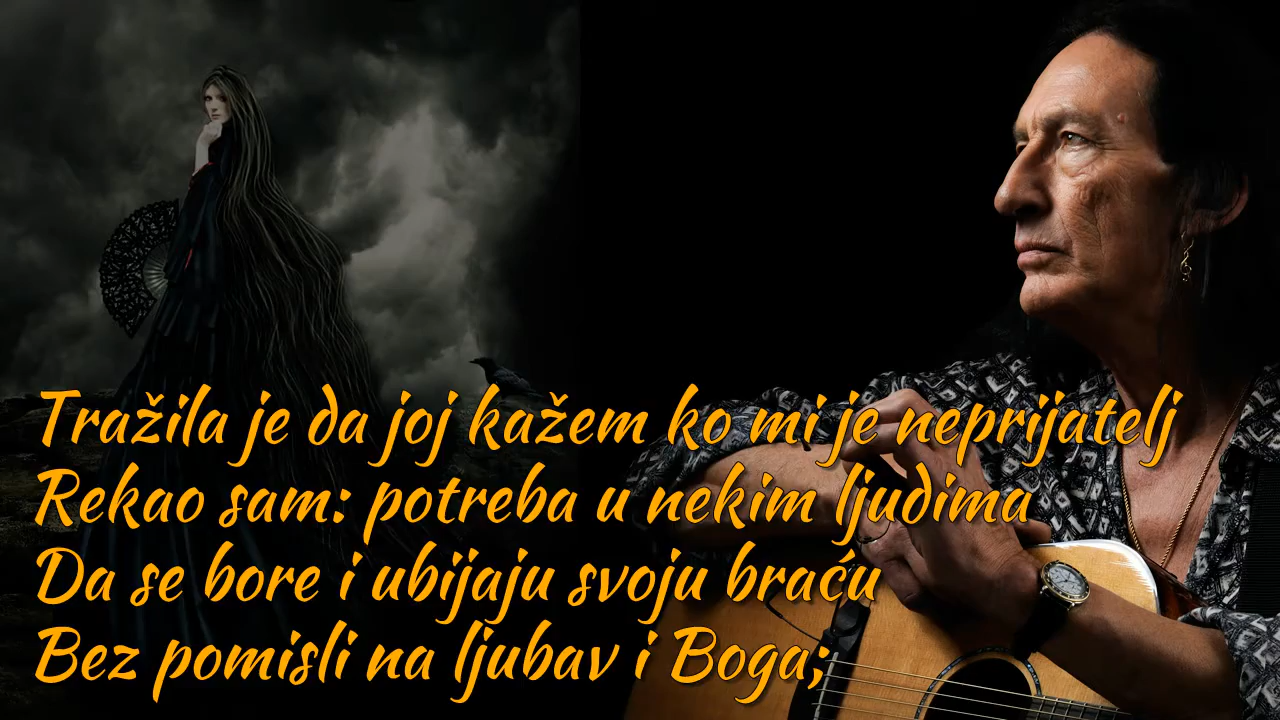 Tražila je da joj kažem ko mi je neprijatelj
Rekao sam: potreba u nekim ljudima
Da se bore i ubijaju svoju braću
Bez pomisli na ljubav i Boga;